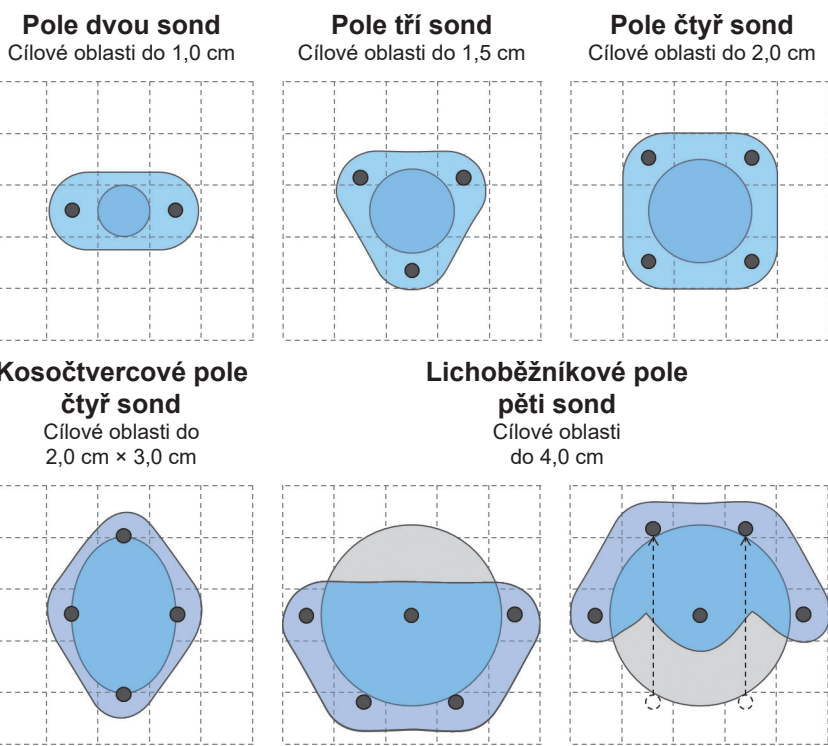 Pole dvou sond
Cílové oblasti do 1,0 cm
Pole tří sond
Cílové oblasti do 1,5 cm
Pole čtyř sond
Cílové oblasti do 2,0 cm
Kosočtvercové pole
čtyř sond
Cílové oblasti do
2,0 cm × 3,0 cm
Lichoběžníkové pole
pěti sond
Cílové oblasti
do 4,0 cm